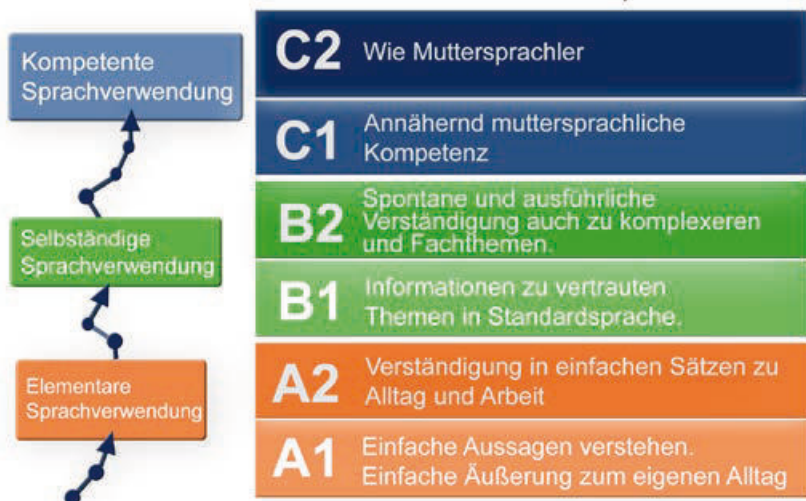 Kompetente
Sprachverwendung
C2 Wie Muttersprachler
C1 Annähernd muttersprachliche
Kompetenz
Selbständige
Sprachverwendung
B2 Spontane und ausführliche
Verständigung auch zu komplexeren
und Fachthemen.
B1 Informationen zu vertrauten
Themen in Standardsprache.
Elementare
Sprachverwendung
A2 Verständigung in einfachen Sätzen zu
Alltag und Arbeit
A1 Einfache Aussagen verstehen.
Einfache Äußerung zum eigenen Alltag